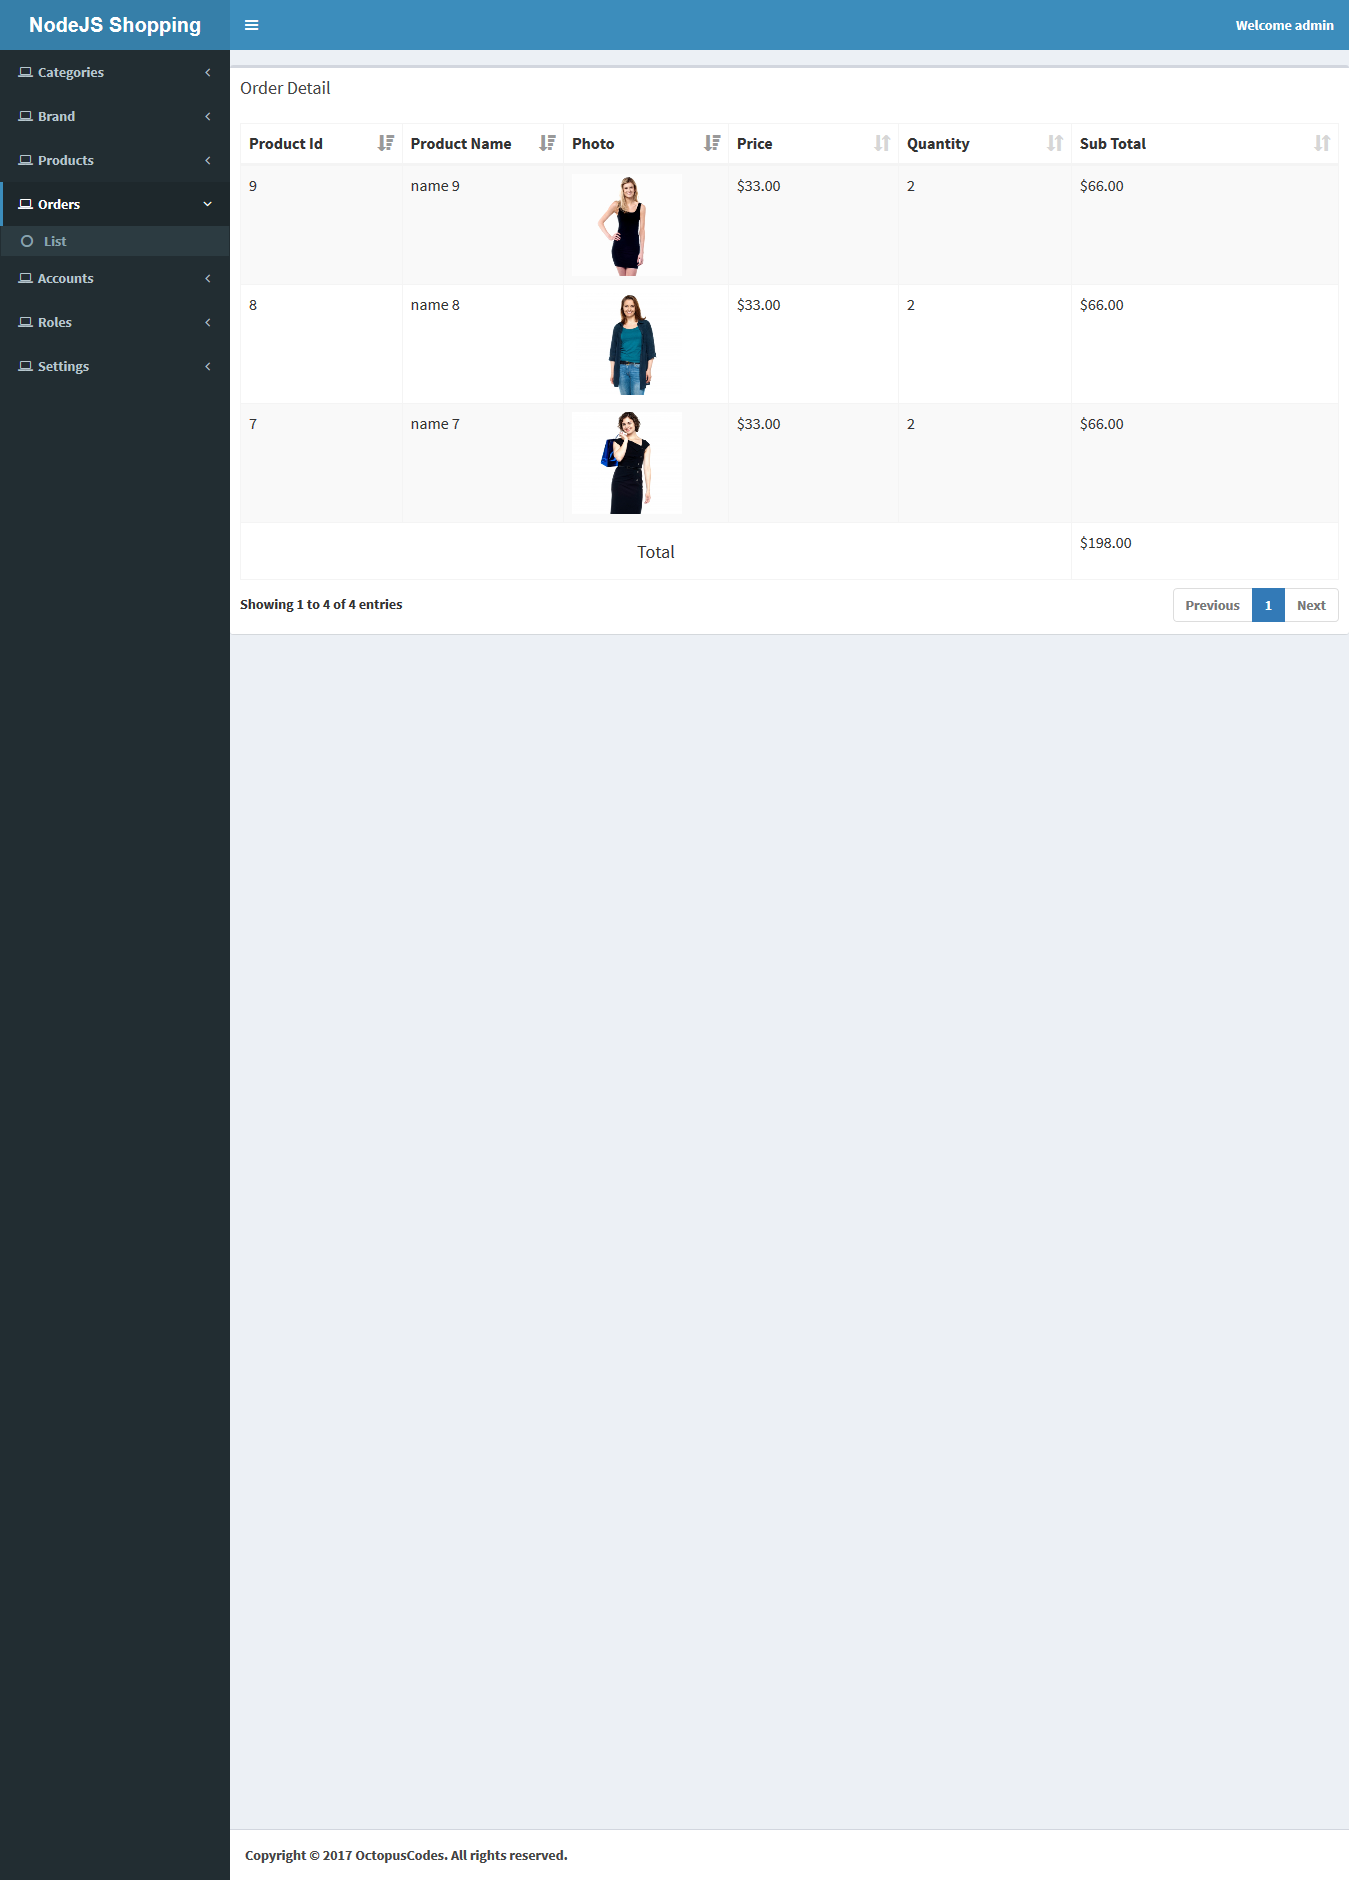 NodeJS Shopping
Welcome admin
Categories
Brand
Products
Orders
List
Accounts
Roles
Settings
Order Detail
Product Id Product Name Photo Price Quantity Sub Total
9 name 9 $33.00 2 $66.00
8 name 8 $33.00 2 $66.00
7 name 7 $33.00 2 $66.00
Total $198.00
Showing 1 to 4 of 4 entries
Previous 1 Next
Copyright © 2017 OctopusCodes. All rights reserved.